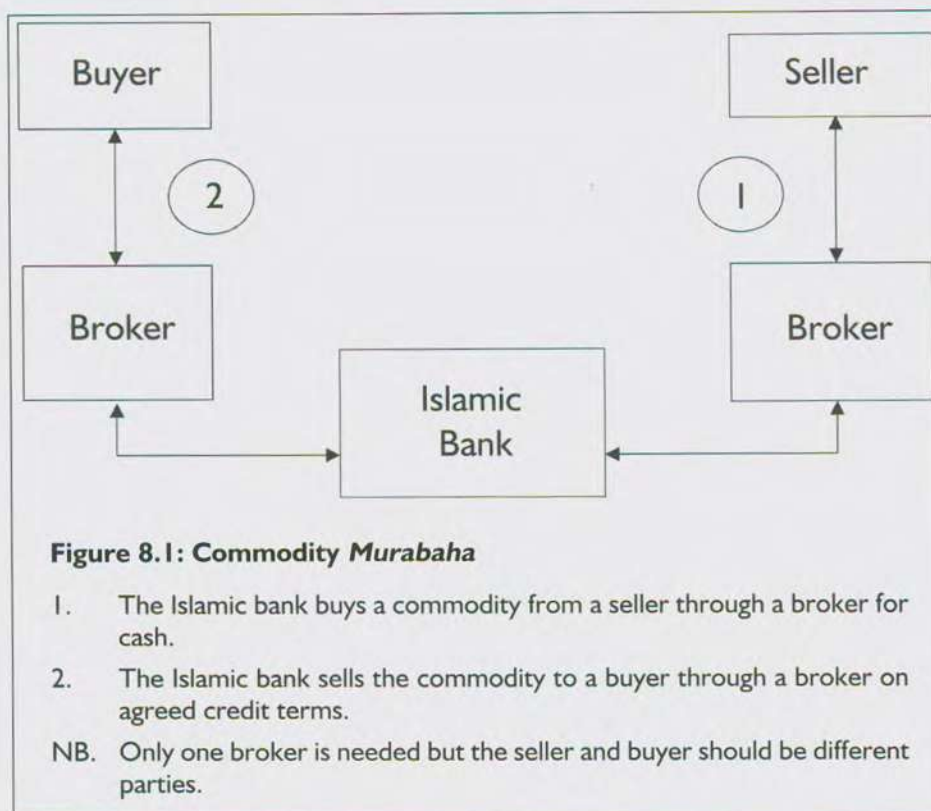 Buyer
Seller
2
1
Broker
Broker
Islamic
Bank
Figure 8.1: Commodity Murabaha
1. The Islamic bank buys a commodity from a seller through a broker for
cash.
2. The Islamic bank sells the commodity to a buyer through a broker on
agreed credit terms.
NB. Only one broker is needed but the seller and buyer should be different
parties.